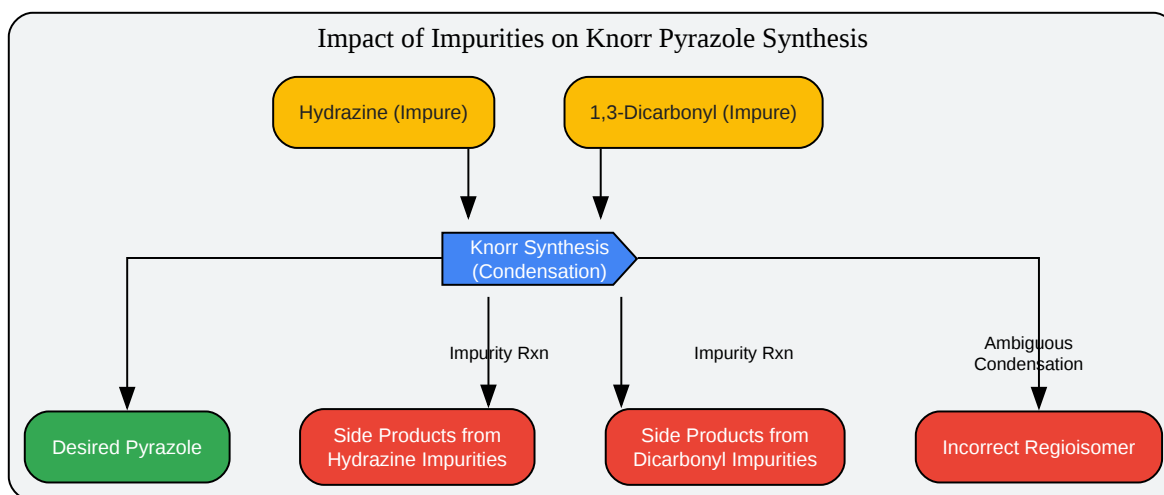 Impact of Impurities on Knorr Pyrazole Synthesis
Hydrazine (Impure)
1,3-Dicarbonyl (Impure)
Knorr Synthesis
(Condensation)
Impurity Rxn
Impurity Rxn
Ambiguous
Condensation
Desired Pyrazole
Side Products from
Hydrazine Impurities
Side Products from
Dicarbonyl Impurities
Incorrect Regioisomer